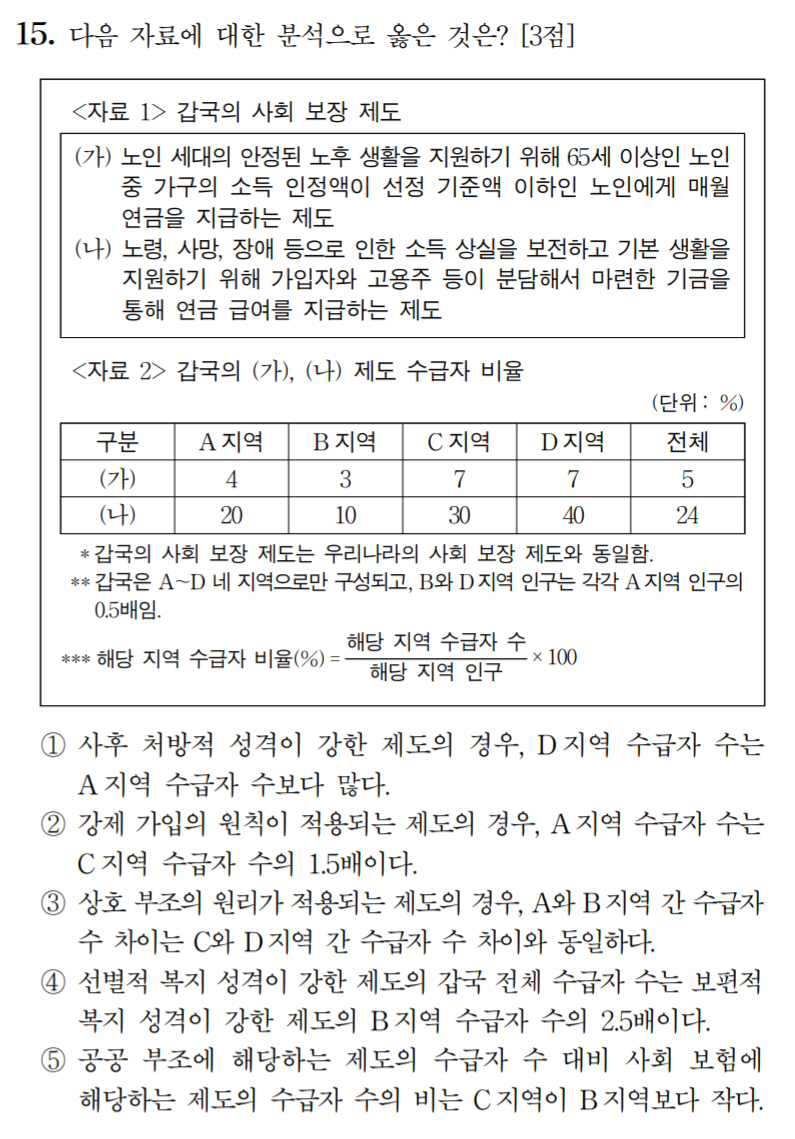 15. 다음 자료에 대한 분석으로 옳은 것은? [3점]
<자료 1> 갑국의 사회 보장 제도
(가) 노인 세대의 안정된 노후 생활을 지원하기 위해 65세 이상인 노인
중 가구의 소득 인정액이 선정 기준액 이하인 노인에게 매월
연금을 지급하는 제도
(나) 노령, 사망, 장애 등으로 인한 소득 상실을 보전하고 기본 생활을
지원하기 위해 가입자와 고용주 등이 분담해서 마련한 기금을
통해 연금 급여를 지급하는 제도
<자료 2> 갑국의 (가), (나) 제도 수급자 비율
(단위: %)
구분 A지역 B지역 C지역 D지역 전체
(가) 4 3 7 7 5
(나) 20 10 30 40 24
* 갑국의 사회 보장 제도는 우리나라의 사회 보장 제도와 동일함.
** 갑국은 A~D 네 지역으로만 구성되고, B와 D지역 인구는 각각 A지역 인구의
0.5배임.
*** 해당 지역 수급자 비율(%) = 해당 지역 수급자 수 / 해당 지역 인구 × 100
① 사후 처방적 성격이 강한 제도의 경우, D지역 수급자 수는
A지역 수급자 수보다 많다.
② 강제 가입의 원칙이 적용되는 제도의 경우, A지역 수급자 수는
C지역 수급자 수의 1.5배이다.
③ 상호 부조의 원리가 적용되는 제도의 경우, A와 B지역 간 수급자
수 차이는 C와 D지역 간 수급자 수 차이와 동일하다.
④ 선별적 복지 성격이 강한 제도의 갑국 전체 수급자 수는 보편적
복지 성격이 강한 제도의 B지역 수급자 수의 2.5배이다.
⑤ 공공 부조에 해당하는 제도의 수급자 수 대비 사회 보험에
해당하는 제도의 수급자 수의 비는 C지역이 B지역보다 작다.